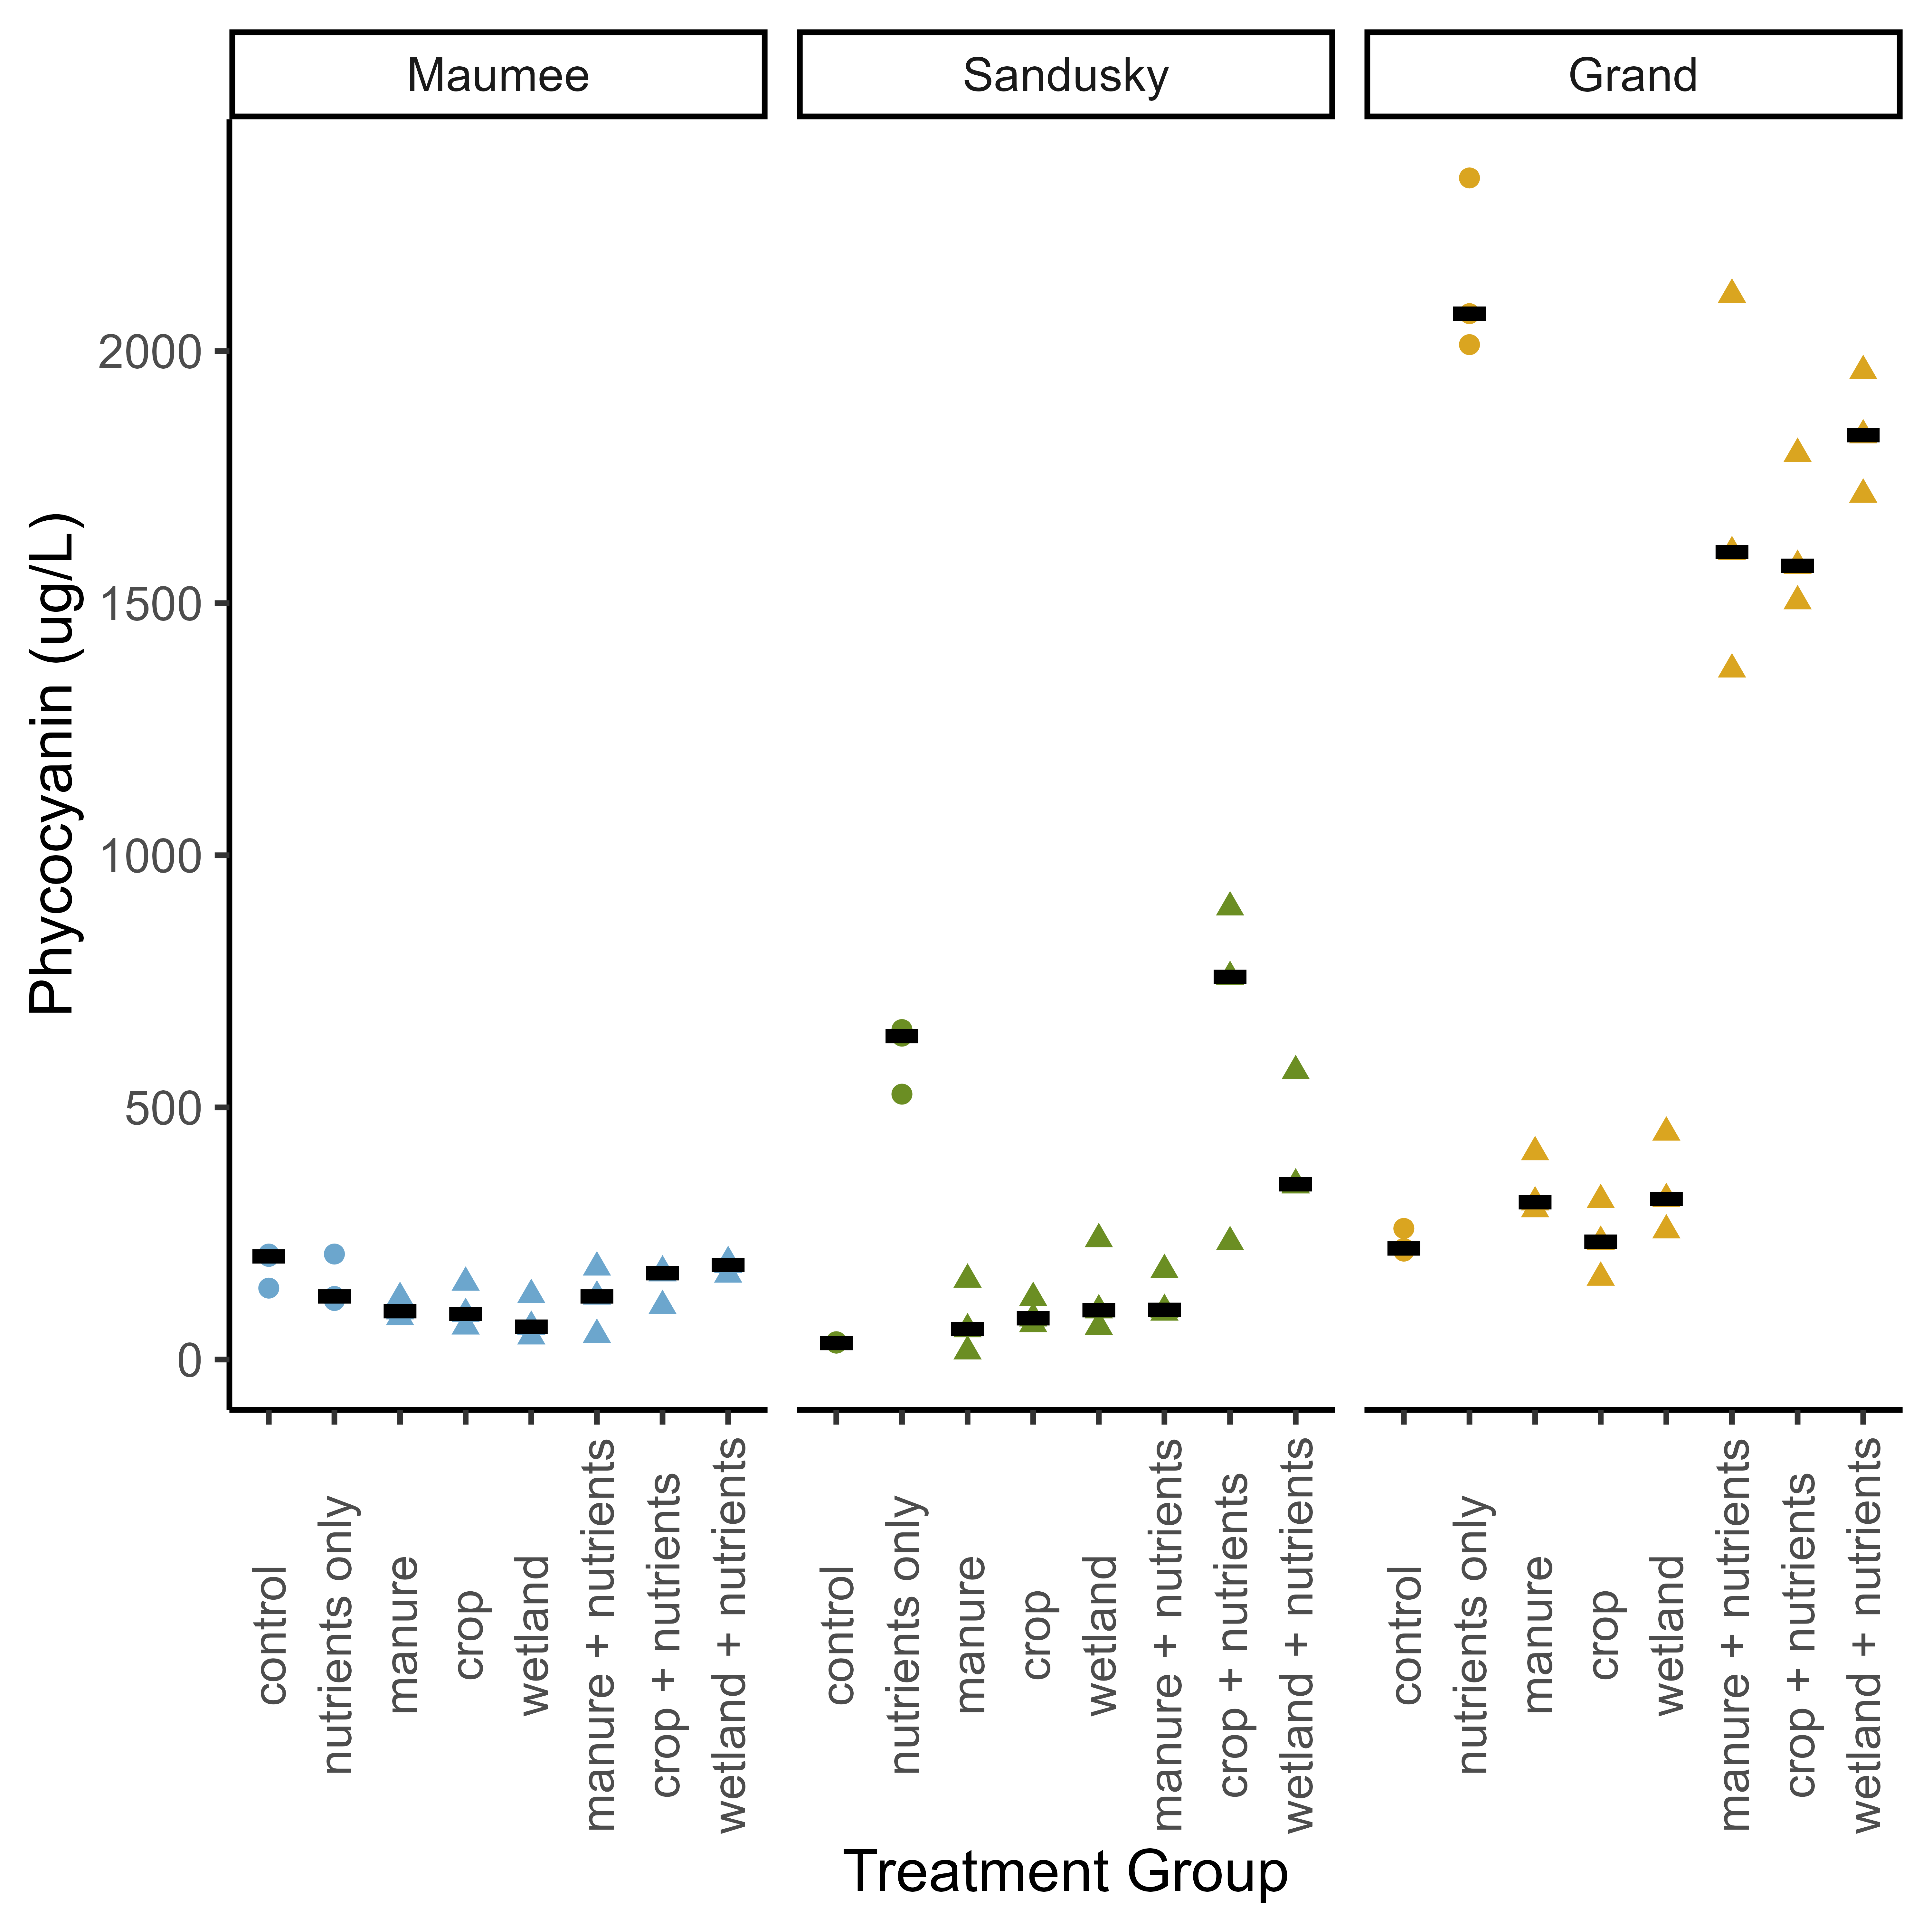 Maumee
Sandusky
Grand
Phycocyanin (ug/L)
2000
1500
1000
500
0
control
nutrients only
manure
crop
wetland
manure + nutrients
crop + nutrients
wetland + nutrients
control
nutrients only
manure
crop
wetland
manure + nutrients
crop + nutrients
wetland + nutrients
control
nutrients only
manure
crop
wetland
manure + nutrients
crop + nutrients
wetland + nutrients
Treatment Group